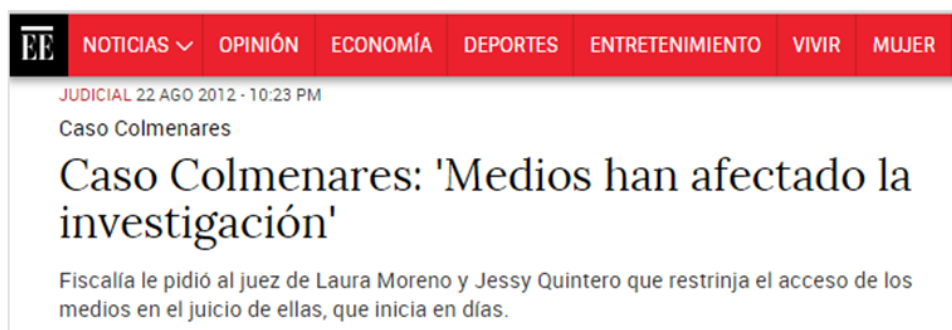 EE NOTICIAS OPINIÓN ECONOMÍA DEPORTES ENTRETENIMIENTO VIVIR MUJER
JUDICIAL 22 AGO 2012 - 10:23 PM
Caso Colmenares
Caso Colmenares: 'Medios han afectado la
investigación'
Fiscalía le pidió al juez de Laura Moreno y Jessy Quintero que restrinja el acceso de los
medios en el juicio de ellas, que inicia en días.